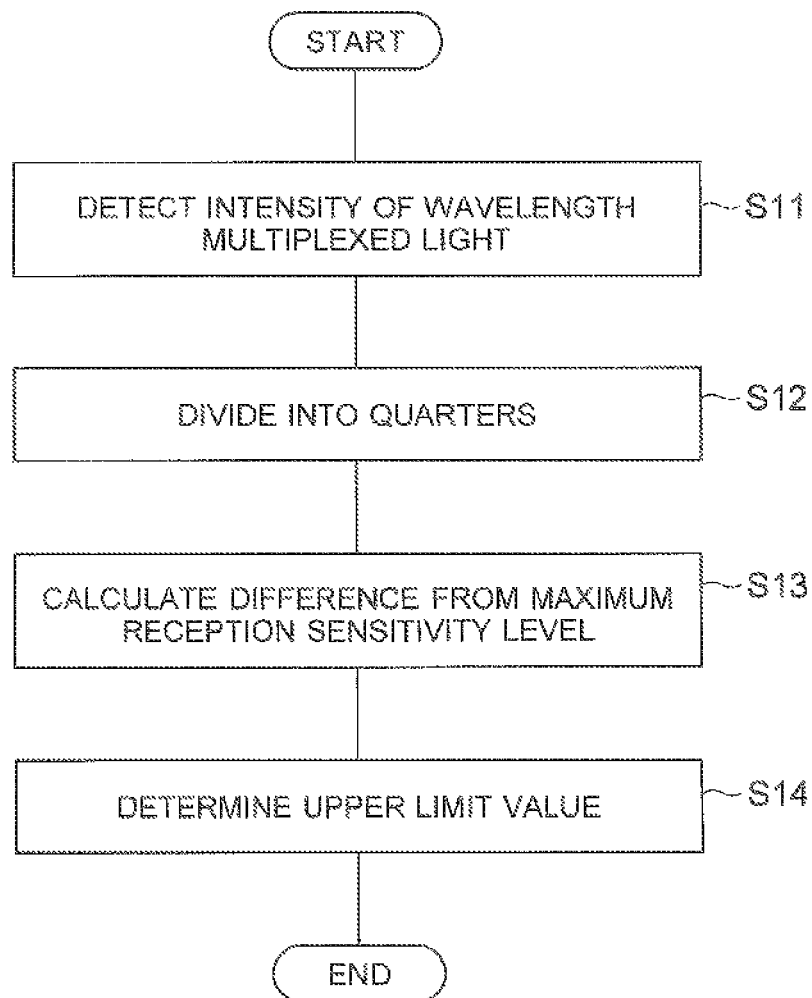 START
DETECT INTENSITY OF WAVELENGTH
MULTIPLEXED LIGHT
S11
DIVIDE INTO QUARTERS
S12
CALCULATE DIFFERENCE FROM MAXIMUM
RECEPTION SENSITIVITY LEVEL
S13
DETERMINE UPPER LIMIT VALUE
S14
END